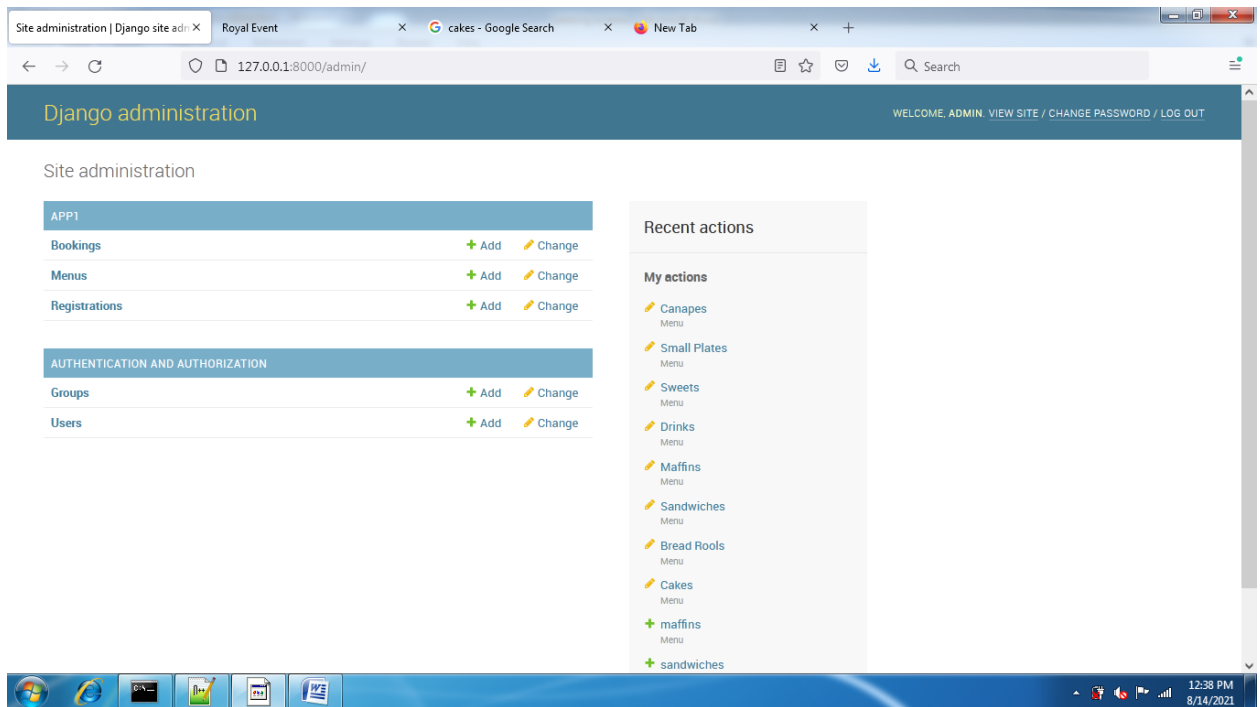 Site administration | Django site adn
Royal Event
cakes - Google Search
New Tab
127.0.0.1:8000/admin/
Search
Django administration
WELCOME, ADMIN. VIEW SITE / CHANGE PASSWORD / LOG OUT
Site administration
APP1
Bookings Add Change
Menus Add Change
Registrations Add Change
AUTHENTICATION AND AUTHORIZATION
Groups Add Change
Users Add Change
Recent actions
My actions
Canapes
Menu
Small Plates
Menu
Sweets
Menu
Drinks
Menu
Maffins
Menu
Sandwiches
Menu
Bread Rools
Menu
Cakes
Menu
maffins
Menu
sandwiches
12:38 PM
8/14/2021